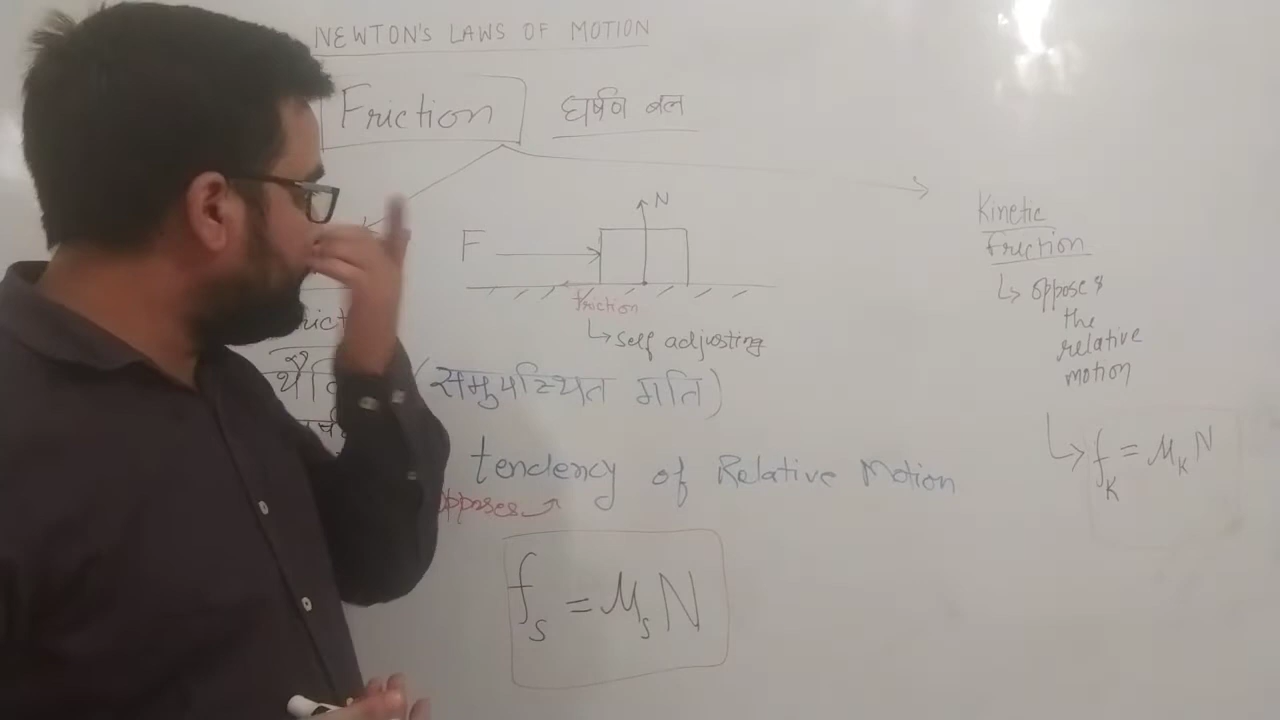 NEWTON'S LAWS OF MOTION
Friction घर्षण बल
N
F
friction
↳ Self adjusting
(समुपस्थित गति)
tendency of Relative Motion
opposes
fs = μs N
Kinetic
friction
↳ opposes
the
relative
motion
↳ fK = μK N